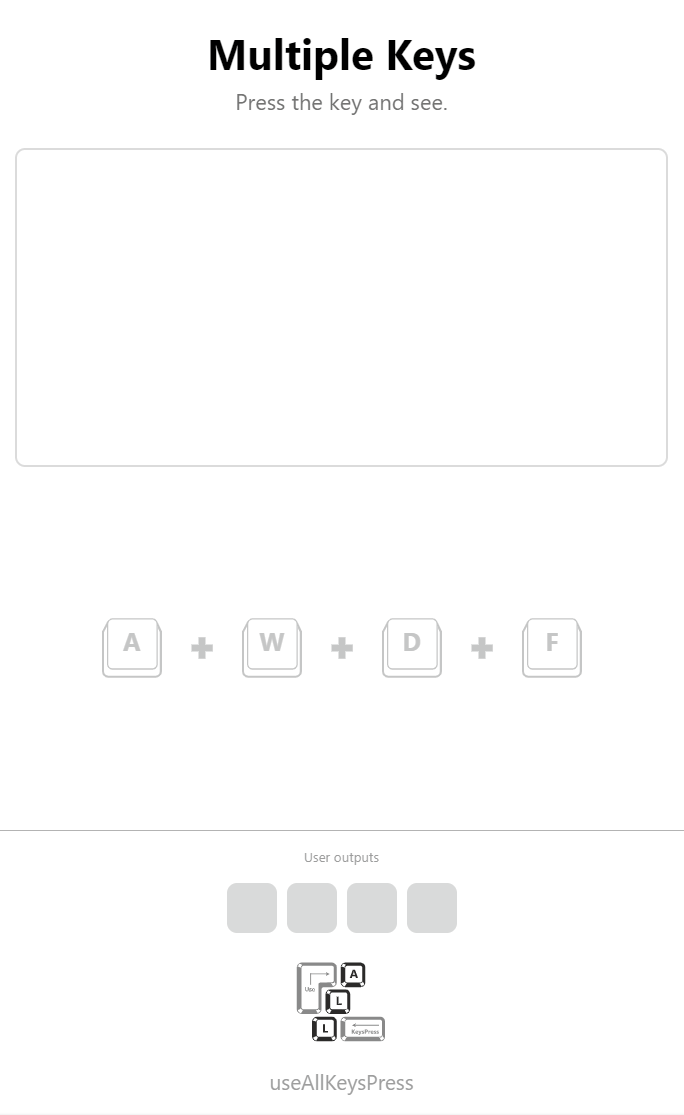 Multiple Keys
Press the key and see.
A + W + D + F
User outputs
Use A
L
L KeysPress
useAllKeysPress